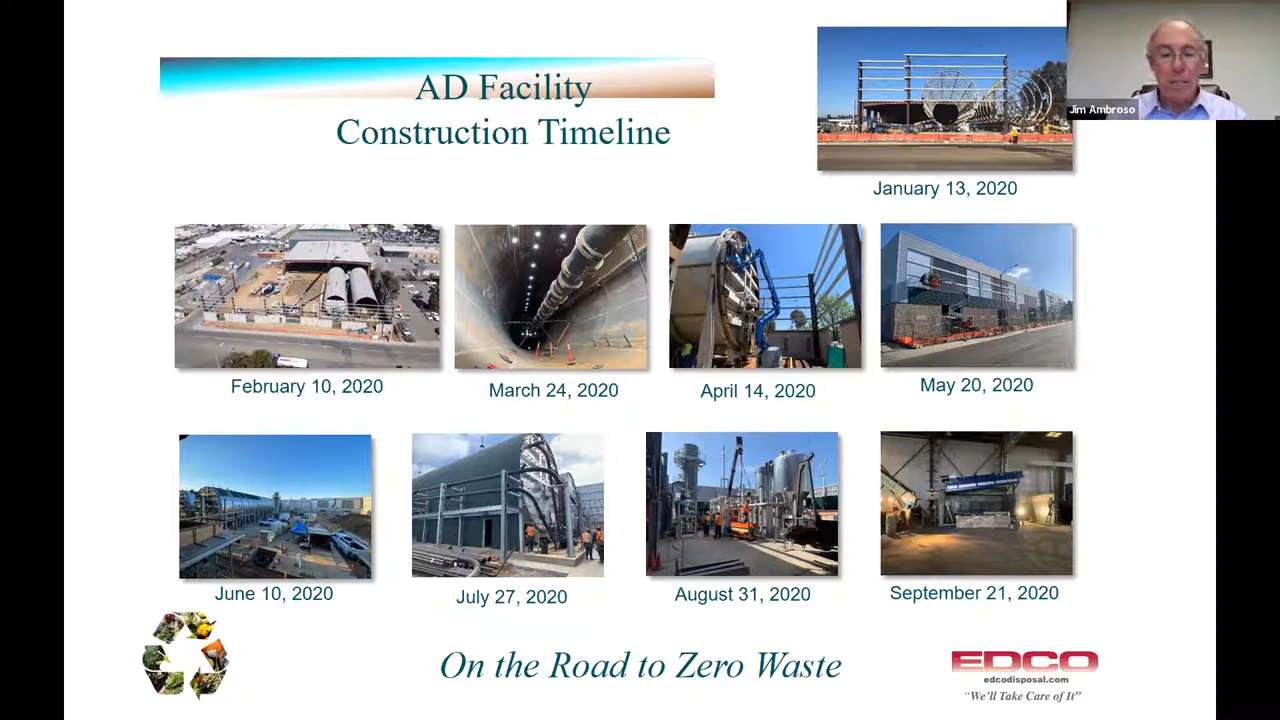 AD Facility
Construction Timeline
Jim Ambroso
January 13, 2020
February 10, 2020
March 24, 2020
April 14, 2020
May 20, 2020
June 10, 2020
July 27, 2020
August 31, 2020
September 21, 2020
On the Road to Zero Waste
EDCO
edcodisposal.com
"We'll Take Care of It"